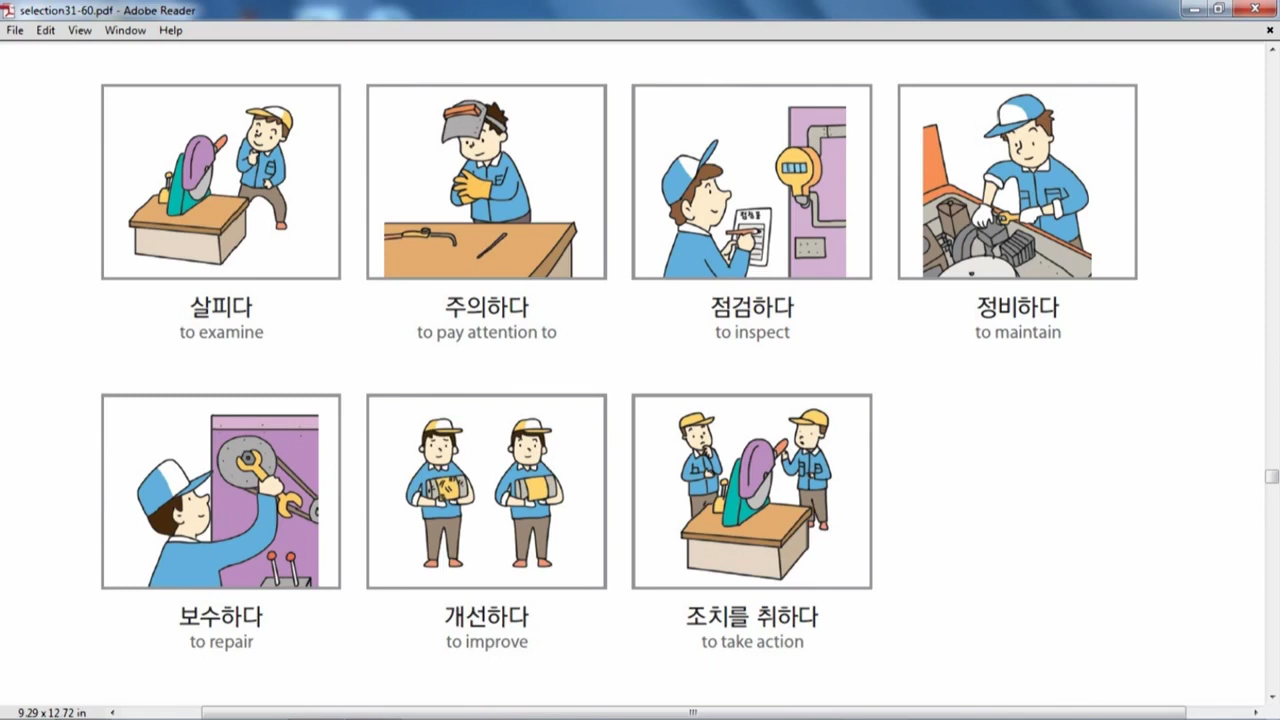 selection31-60.pdf - Adobe Reader
File Edit View Window Help
점검표
살피다
to examine
주의하다
to pay attention to
점검하다
to inspect
정비하다
to maintain
보수하다
to repair
개선하다
to improve
조치를 취하다
to take action
9.29 x 12.72 in